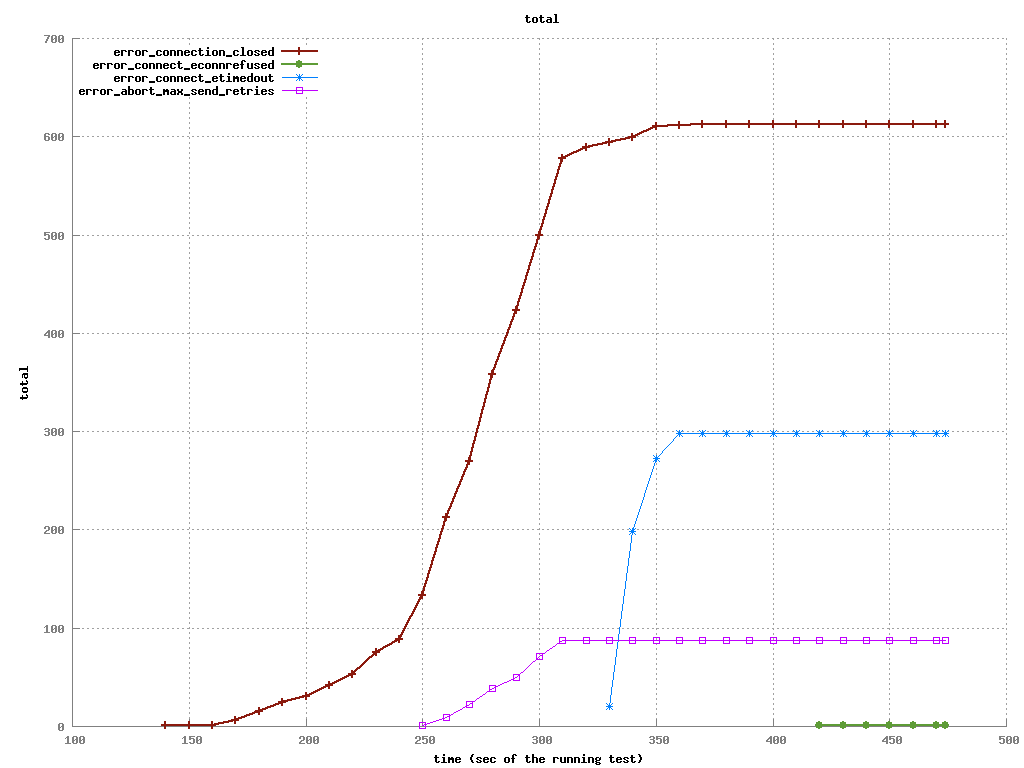 total
700
600
500
400
300
200
100
0
error_connection_closed
error_connect_econnrefused
error_connect_etimedout
error_abort_max_send_retries
total
100 150 200 250 300 350 400 450 500
time (sec of the running test)